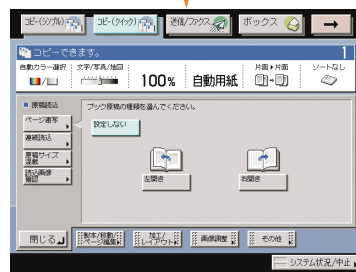 コピー(シンプル)
コピー(クイック)
送信/ファクス
ボックス
コピーできます。
1
自動カラー選択
文字/写真/地図
片面▸片面
ソートなし
100%
自動用紙
原稿読込
ブック原稿の種類を選んでください。
ページ連写
設定しない
連続読込
原稿サイズ
混載
読込画像
確認
左開き
右開き
閉じる
製本/移動/
ページ編集
加工/
レイアウト
画像調整
その他
システム状況/中止